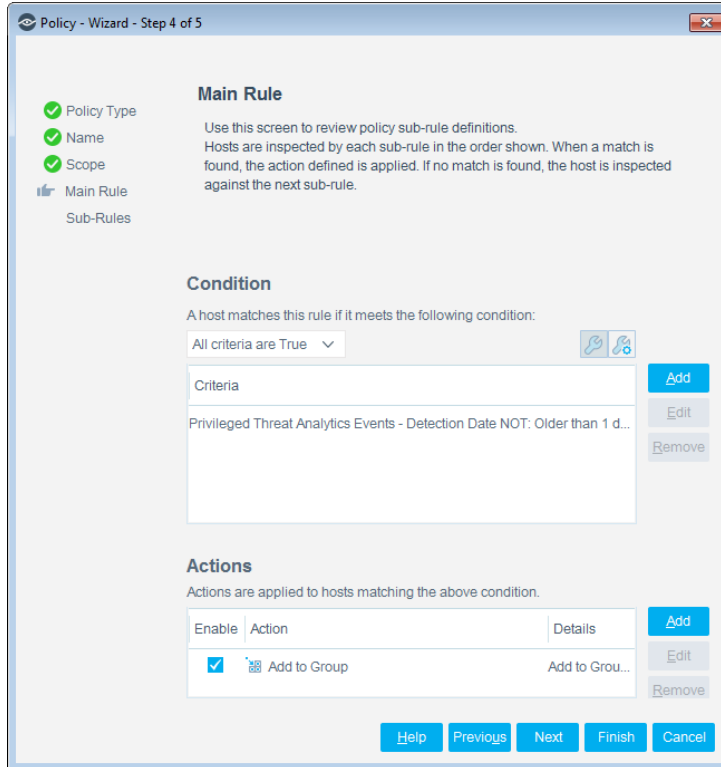 Policy - Wizard - Step 4 of 5
Policy Type
Name
Scope
Main Rule
Sub-Rules
Main Rule
Use this screen to review policy sub-rule definitions.
Hosts are inspected by each sub-rule in the order shown. When a match is
found, the action defined is applied. If no match is found, the host is inspected
against the next sub-rule.
Condition
A host matches this rule if it meets the following condition:
All criteria are True
Criteria
Privileged Threat Analytics Events - Detection Date NOT: Older than 1 d...
Add
Edit
Remove
Actions
Actions are applied to hosts matching the above condition.
Enable Action Details
Add to Group Add to Grou...
Add
Edit
Remove
Help Previous Next Finish Cancel